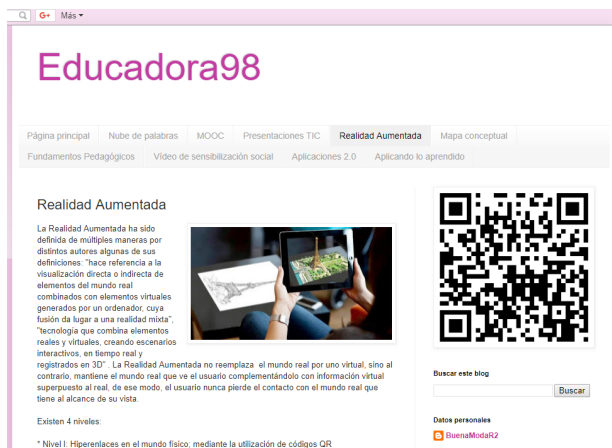 G+ Más
Educadora98
Página principal Nube de palabras MOOC Presentaciones TIC Realidad Aumentada Mapa conceptual
Fundamentos Pedagógicos Vídeo de sensibilización social Aplicaciones 2.0 Aplicando lo aprendido
Realidad Aumentada
La Realidad Aumentada ha sido
definida de múltiples maneras por
distintos autores algunas de sus
definiciones: "hace referencia a la
visualización directa o indirecta de
elementos del mundo real
combinados con elementos virtuales
generados por un ordenador, cuya
fusión da lugar a una realidad mixta",
"tecnología que combina elementos
reales y virtuales, creando escenarios
interactivos, en tiempo real y
registrados en 3D" . La Realidad Aumentada no reemplaza el mundo real por uno virtual, sino al
contrario, mantiene el mundo real que ve el usuario complementándolo con información virtual
superpuesto al real, de ese modo, el usuario nunca pierde el contacto con el mundo real que
tiene al alcance de su vista.
Existen 4 niveles:
* Nivel I: Hiperenlaces en el mundo físico, mediante la utilización de códigos QR
Buscar este blog
Buscar
Datos personales
BuenaModaR2